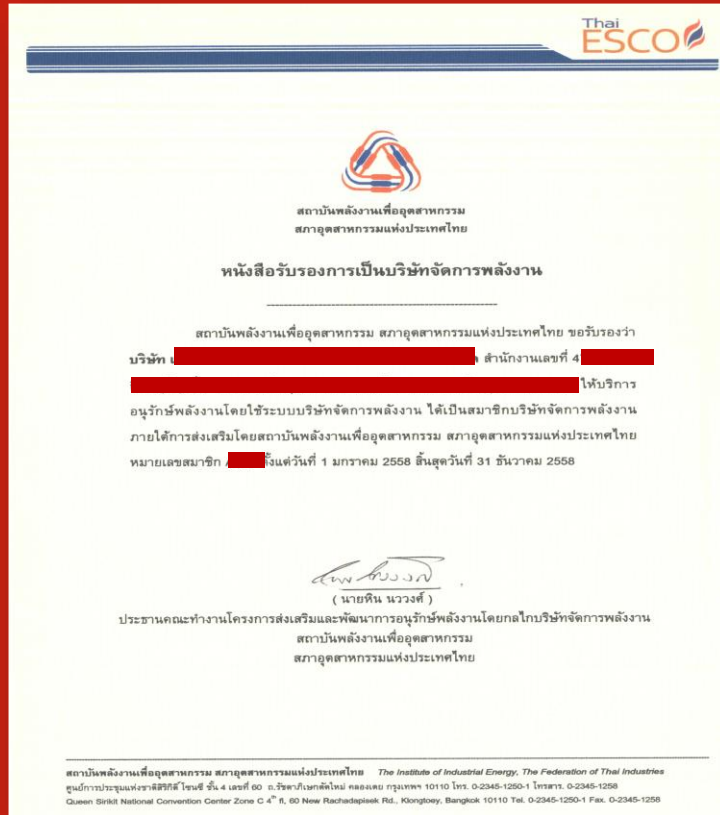 Thai
ESCO
สถาบันพลังงานเพื่ออุตสาหกรรม
สภาอุตสาหกรรมแห่งประเทศไทย
หนังสือรับรองการเป็นบริษัทจัดการพลังงาน
สถาบันพลังงานเพื่ออุตสาหกรรม สภาอุตสาหกรรมแห่งประเทศไทย ขอรับรองว่า
บริษัท สำนักงานเลขที่ 4
ให้บริการ
อนุรักษ์พลังงานโดยใช้ระบบบริษัทจัดการพลังงาน ได้เป็นสมาชิกบริษัทจัดการพลังงาน
ภายใต้การส่งเสริมโดยสถาบันพลังงานเพื่ออุตสาหกรรม สภาอุตสาหกรรมแห่งประเทศไทย
หมายเลขสมาชิก ตั้งแต่วันที่ 1 มกราคม 2558 สิ้นสุดวันที่ 31 ธันวาคม 2558
( นายหิน นววงศ์ )
ประธานคณะทำงานโครงการส่งเสริมและพัฒนาการอนุรักษ์พลังงานโดยกลไกบริษัทจัดการพลังงาน
สถาบันพลังงานเพื่ออุตสาหกรรม
สภาอุตสาหกรรมแห่งประเทศไทย
สถาบันพลังงานเพื่ออุตสาหกรรม สภาอุตสาหกรรมแห่งประเทศไทย The Institute of Industrial Energy, The Federation of Thai Industries
ศูนย์การประชุมแห่งชาติสิริกิติ์ โซนซี ชั้น 4 เลขที่ 60 ถ.รัชดาภิเษกตัดใหม่ คลองเตย กรุงเทพฯ 10110 โทร. 0-2345-1250-1 โทรสาร. 0-2345-1258
Queen Sirikit National Convention Center Zone C 4th fl, 60 New Rachadapisek Rd., Klongtoey, Bangkok 10110 Tel. 0-2345-1250-1 Fax. 0-2345-1258